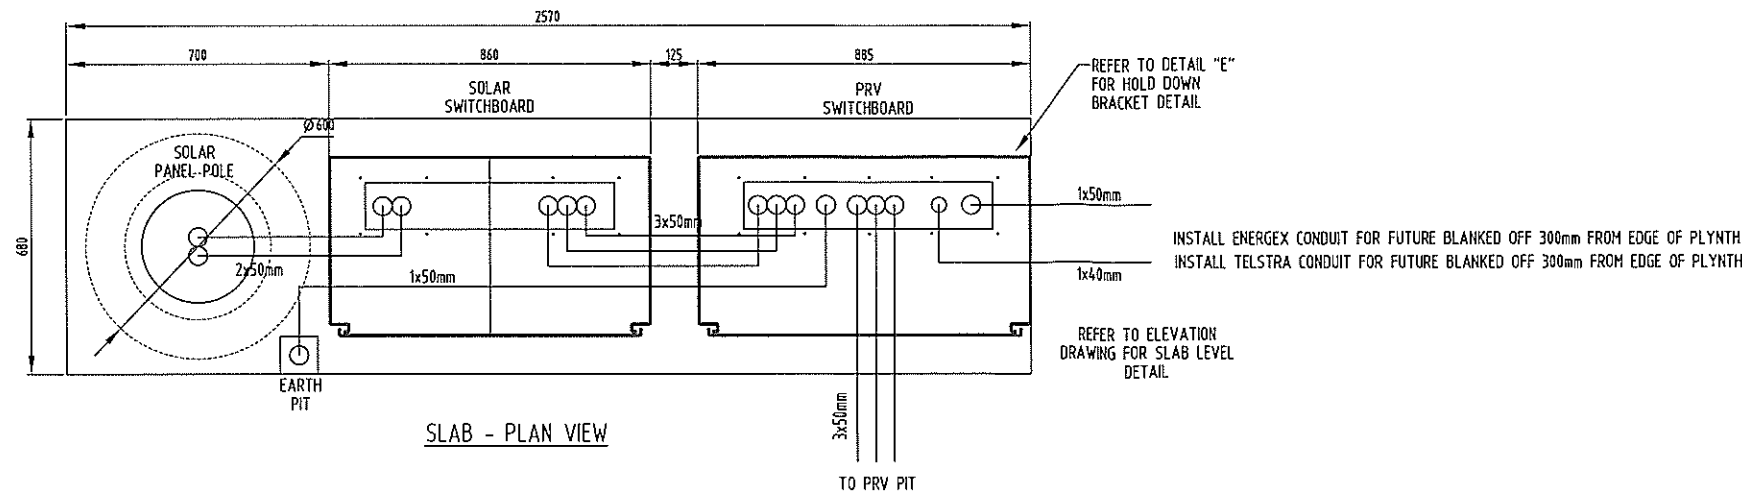 2570
700
860
125
885
SOLAR
SWITCHBOARD
PRV
SWITCHBOARD
REFER TO DETAIL "E"
FOR HOLD DOWN
BRACKET DETAIL
Ø600
SOLAR
PANEL POLE
680
2x50mm
1x50mm
3x50mm
1x50mm
INSTALL ENERGEX CONDUIT FOR FUTURE BLANKED OFF 300mm FROM EDGE OF PLYNTH
INSTALL TELSTRA CONDUIT FOR FUTURE BLANKED OFF 300mm FROM EDGE OF PLYNTH
1x40mm
REFER TO ELEVATION
DRAWING FOR SLAB LEVEL
DETAIL
EARTH
PIT
3x50mm
SLAB - PLAN VIEW
TO PRV PIT